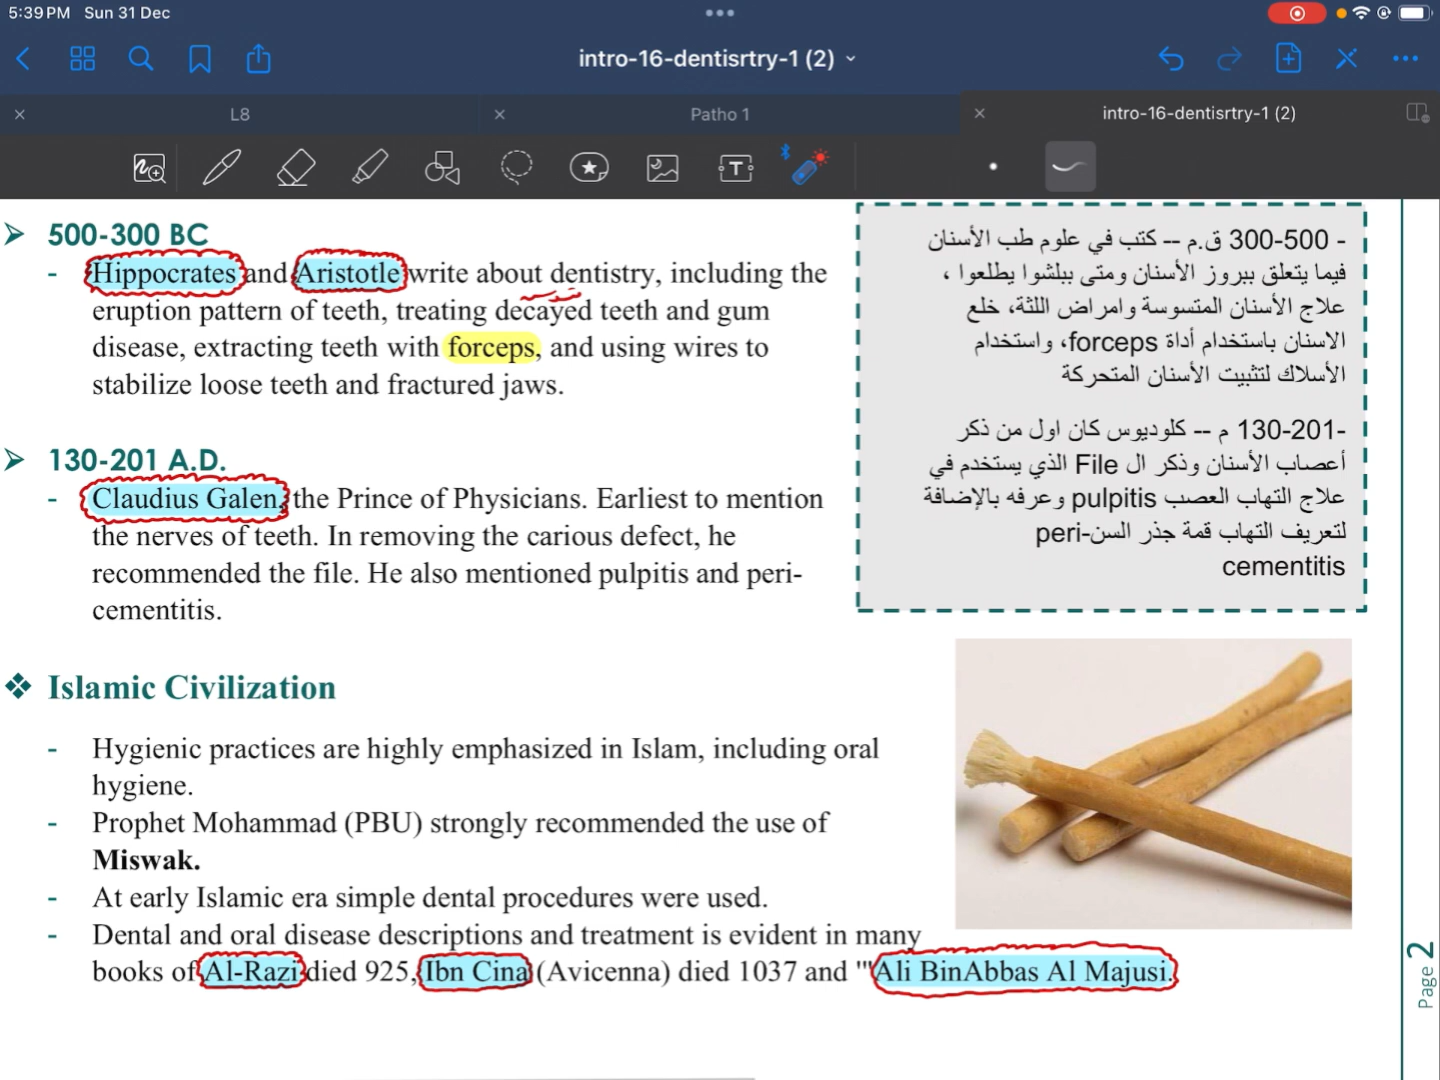 5:39 PM Sun 31 Dec
intro-16-dentisrtry-1 (2)
L8
Patho 1
intro-16-dentisrtry-1 (2)
500-300 BC
- Hippocrates and Aristotle write about dentistry, including the
eruption pattern of teeth, treating decayed teeth and gum
disease, extracting teeth with forceps, and using wires to
stabilize loose teeth and fractured jaws.
130-201 A.D.
- Claudius Galen, the Prince of Physicians. Earliest to mention
the nerves of teeth. In removing the carious defect, he
recommended the file. He also mentioned pulpitis and peri-
cementitis.
- 300-500 ق.م -- كتب في علوم طب الأسنان
فيما يتعلق ببروز الأسنان ومتى ببلشوا يطلعوا ،
علاج الأسنان المتسوسة وامراض اللثة، خلع
الاسنان باستخدام أداة forceps، واستخدام
الأسلاك لتثبيت الأسنان المتحركة
-130-201 م -- كلوديوس كان اول من ذكر
أعصاب الأسنان وذكر ال File الذي يستخدم في
علاج التهاب العصب pulpitis وعرفه بالإضافة
لتعريف التهاب قمة جذر السن-peri
cementitis
Islamic Civilization
- Hygienic practices are highly emphasized in Islam, including oral
hygiene.
- Prophet Mohammad (PBU) strongly recommended the use of
Miswak.
- At early Islamic era simple dental procedures were used.
- Dental and oral disease descriptions and treatment is evident in many
books of Al-Razi died 925, Ibn Cina (Avicenna) died 1037 and '"Ali BinAbbas Al Majusi.
Page 2